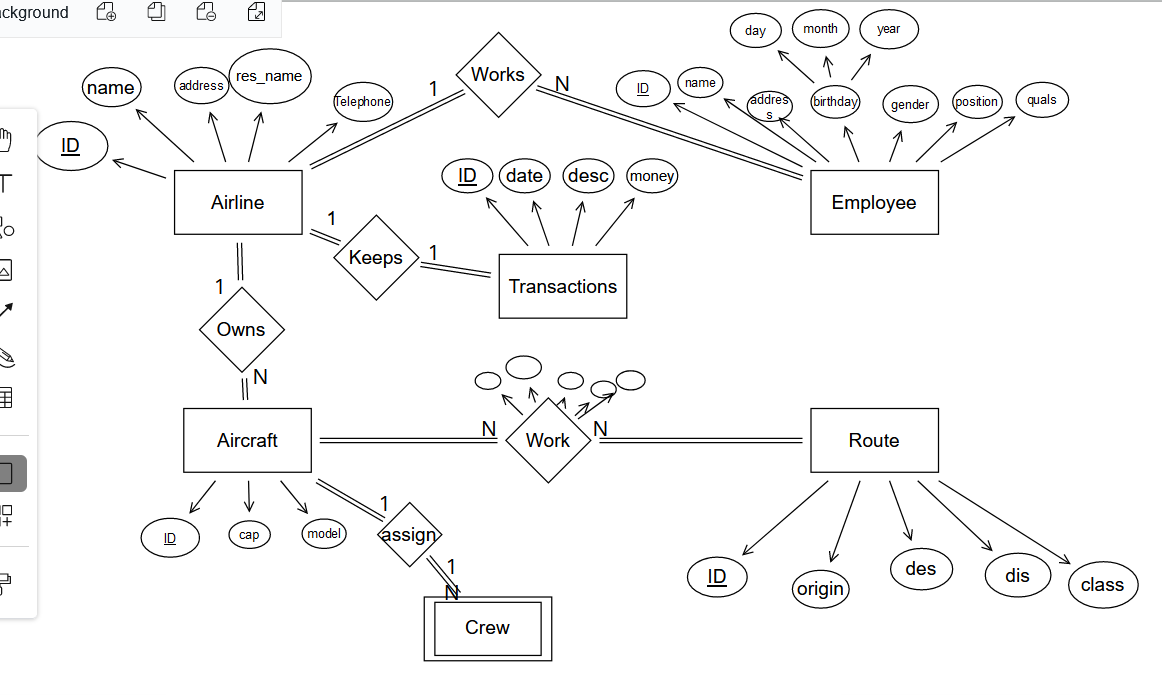 ckground
day
month
year
Works
res_name
name
address
1
N
ID
name
Telephone
addres
s
birthday
gender
position
quals
ID
ID
date
desc
money
Airline
Employee
1
Keeps
1
Transactions
1
Owns
N
Aircraft
N
Work
N
Route
1
ID
cap
model
assign
1
N
Crew
ID
origin
des
dis
class
T